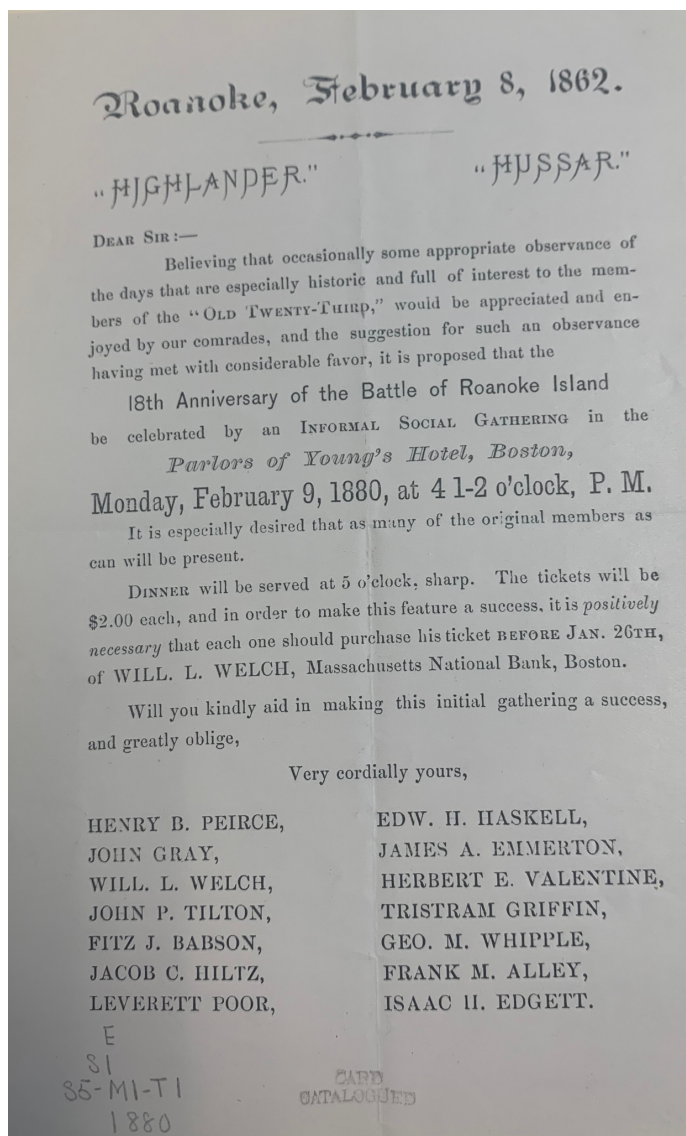 Roanoke, February 8, 1862.
"HIGHLANDER." "HUSSAR."
DEAR SIR:—
Believing that occasionally some appropriate observance of
the days that are especially historic and full of interest to the mem-
bers of the "OLD TWENTY-THIRD," would be appreciated and en-
joyed by our comrades, and the suggestion for such an observance
having met with considerable favor, it is proposed that the
18th Anniversary of the Battle of Roanoke Island
be celebrated by an INFORMAL SOCIAL GATHERING in the
Parlors of Young's Hotel, Boston,
Monday, February 9, 1880, at 4 1-2 o'clock, P. M.
It is especially desired that as many of the original members as
can will be present.
DINNER will be served at 5 o'clock, sharp. The tickets will be
$2.00 each, and in order to make this feature a success, it is positively
necessary that each one should purchase his ticket BEFORE JAN. 26TH,
of WILL. L. WELCH, Massachusetts National Bank, Boston.
Will you kindly aid in making this initial gathering a success,
and greatly oblige,
Very cordially yours,
HENRY B. PEIRCE,
JOHN GRAY,
WILL. L. WELCH,
JOHN P. TILTON,
FITZ J. BABSON,
JACOB C. HILTZ,
LEVERETT POOR,
EDW. H. HASKELL,
JAMES A. EMMERTON,
HERBERT E. VALENTINE,
TRISTRAM GRIFFIN,
GEO. M. WHIPPLE,
FRANK M. ALLEY,
ISAAC H. EDGETT.
E
S1
S5-M1-T1
1880
CARD
CATALOGUED